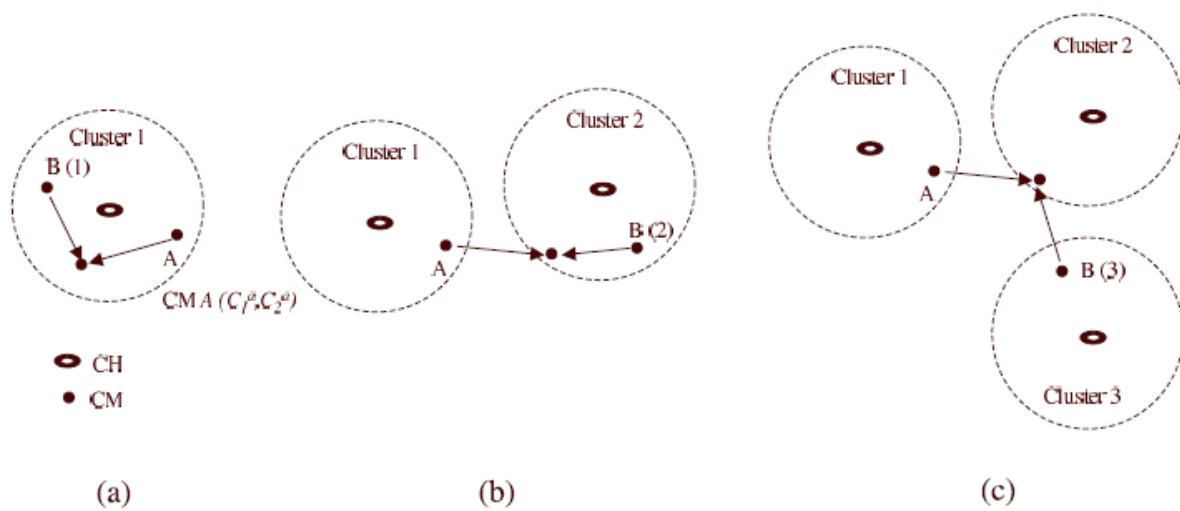 Cluster 1
B (1)
A
CM A (C₁ᵃ,C₂ᵃ)
CH
CM
(a)
Cluster 1
Cluster 2
A
B (2)
(b)
Cluster 1
Cluster 2
A
B (3)
Cluster 3
(c)